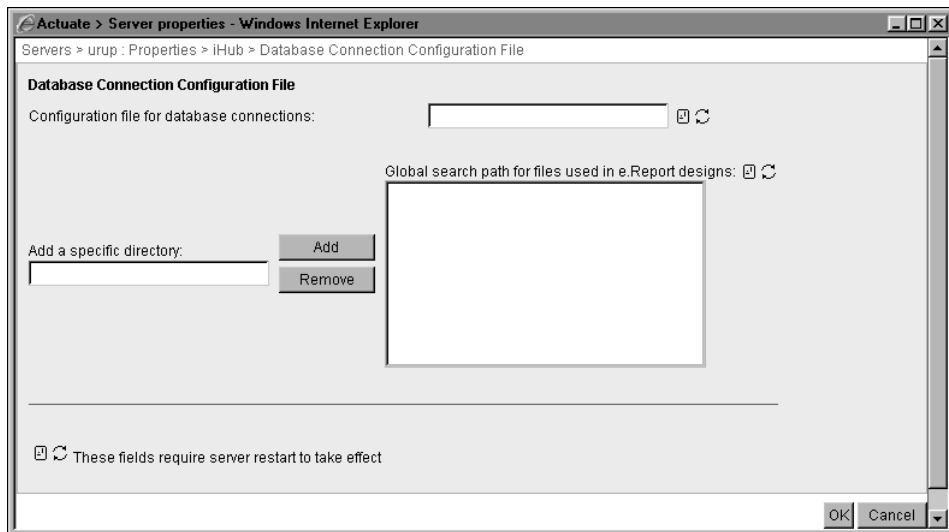 Actuate > Server properties - Windows Internet Explorer
Servers > urup : Properties > iHub > Database Connection Configuration File
Database Connection Configuration File
Configuration file for database connections:
Global search path for files used in e.Report designs:
Add a specific directory:
Add
Remove
These fields require server restart to take effect
OK
Cancel